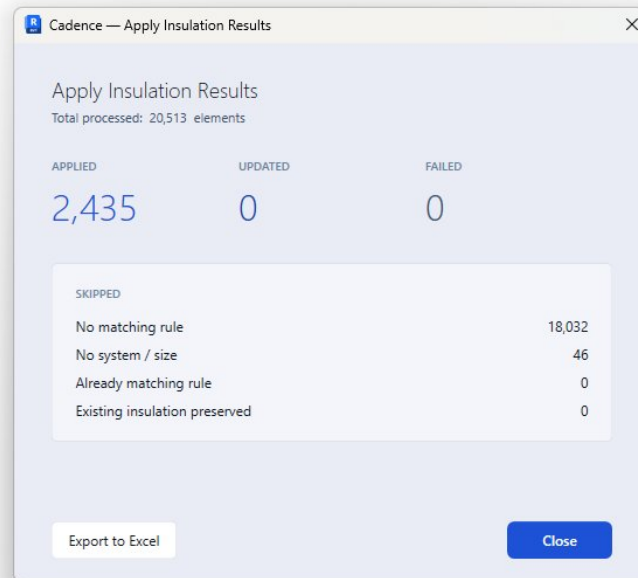 Cadence — Apply Insulation Results
Apply Insulation Results
Total processed: 20,513 elements
APPLIED UPDATED FAILED
2,435 0 0
SKIPPED
No matching rule 18,032
No system / size 46
Already matching rule 0
Existing insulation preserved 0
Export to Excel Close